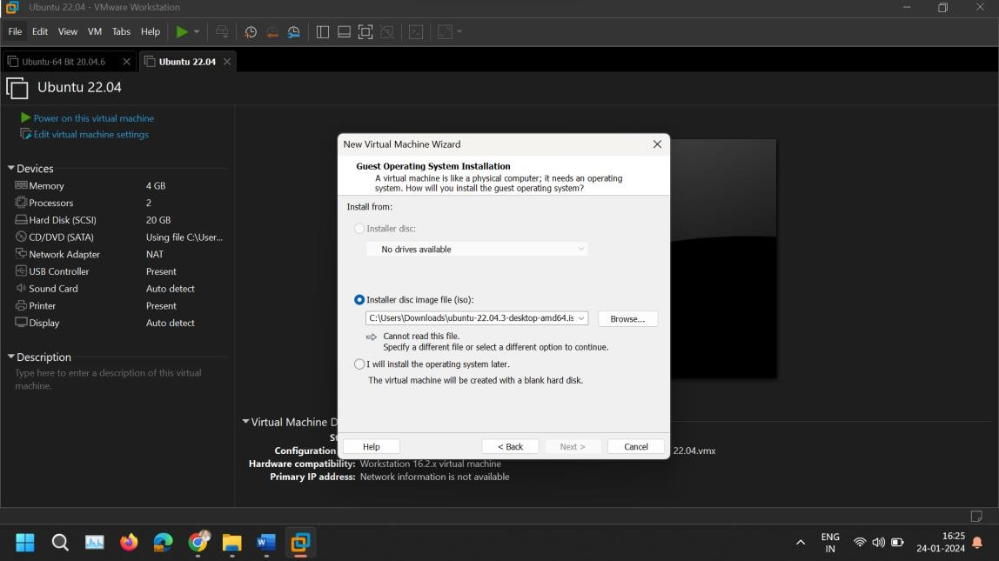 Ubuntu 22.04 - VMware Workstation
File Edit View VM Tabs Help
Ubuntu-64 Bit 20.04.6
Ubuntu 22.04
Ubuntu 22.04
Power on this virtual machine
Edit virtual machine settings
Devices
Memory 4 GB
Processors 2
Hard Disk (SCSI) 20 GB
CD/DVD (SATA) Using file C:\User...
Network Adapter NAT
USB Controller Present
Sound Card Auto detect
Printer Present
Display Auto detect
Description
Type here to enter a description of this virtual
machine.
New Virtual Machine Wizard
Guest Operating System Installation
A virtual machine is like a physical computer; it needs an operating
system. How will you install the guest operating system?
Install from:
Installer disc:
No drives available
Installer disc image file (iso):
C:\Users\Downloads\ubuntu-22.04.3-desktop-amd64.is
Browse...
Cannot read this file.
Specify a different file or select a different option to continue.
I will install the operating system later.
The virtual machine will be created with a blank hard disk.
Help < Back Next > Cancel
Virtual Machine D
St
Configuration 22.04.vmx
Hardware compatibility: Workstation 16.2.x virtual machine
Primary IP address: Network information is not available
ENG
IN
16:25
24-01-2024